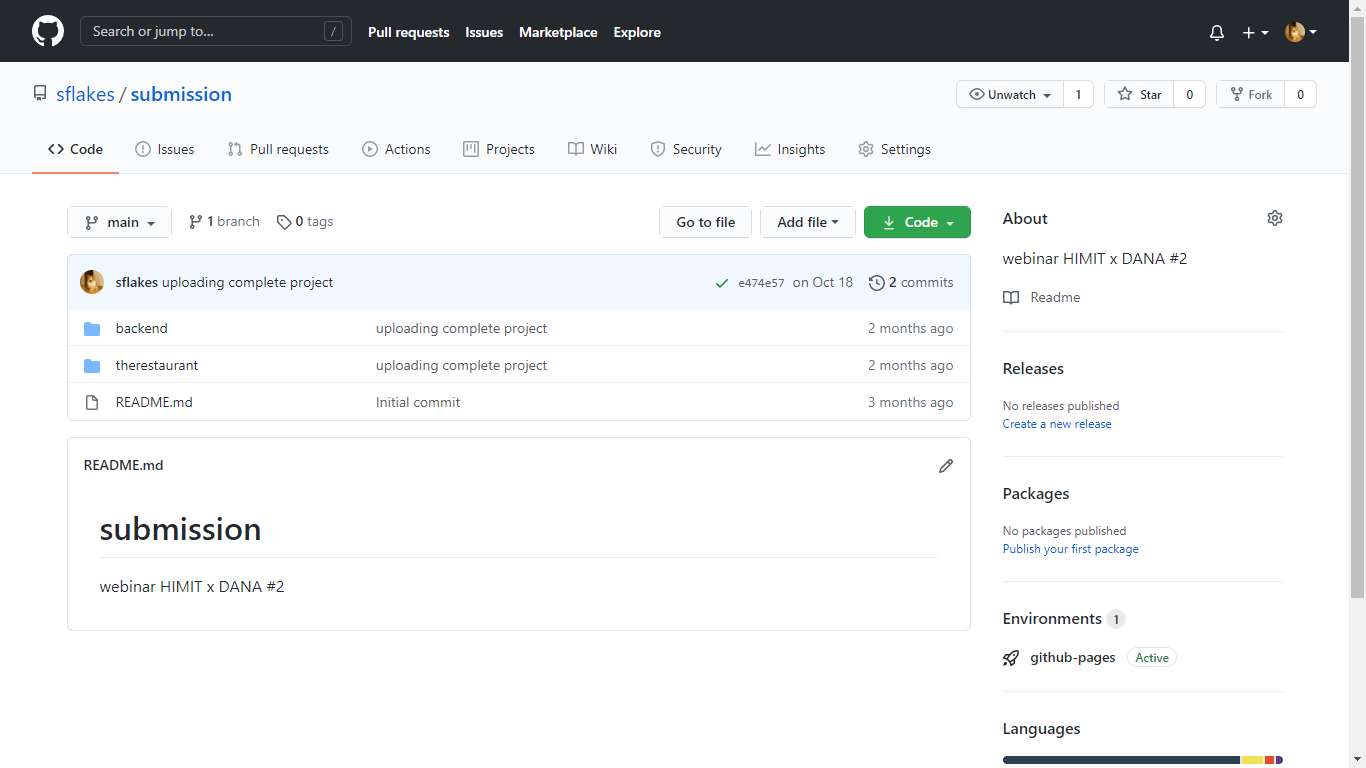 Search or jump to... /
Pull requests Issues Marketplace Explore
sflakes / submission
Unwatch 1 Star 0 Fork 0
Code Issues Pull requests Actions Projects Wiki Security Insights Settings
main 1 branch 0 tags Go to file Add file Code
sflakes uploading complete project e474e57 on Oct 18 2 commits
backend uploading complete project 2 months ago
therestaurant uploading complete project 2 months ago
README.md Initial commit 3 months ago
README.md
submission
webinar HIMIT x DANA #2
About
webinar HIMIT x DANA #2
Readme
Releases
No releases published
Create a new release
Packages
No packages published
Publish your first package
Environments 1
github-pages Active
Languages